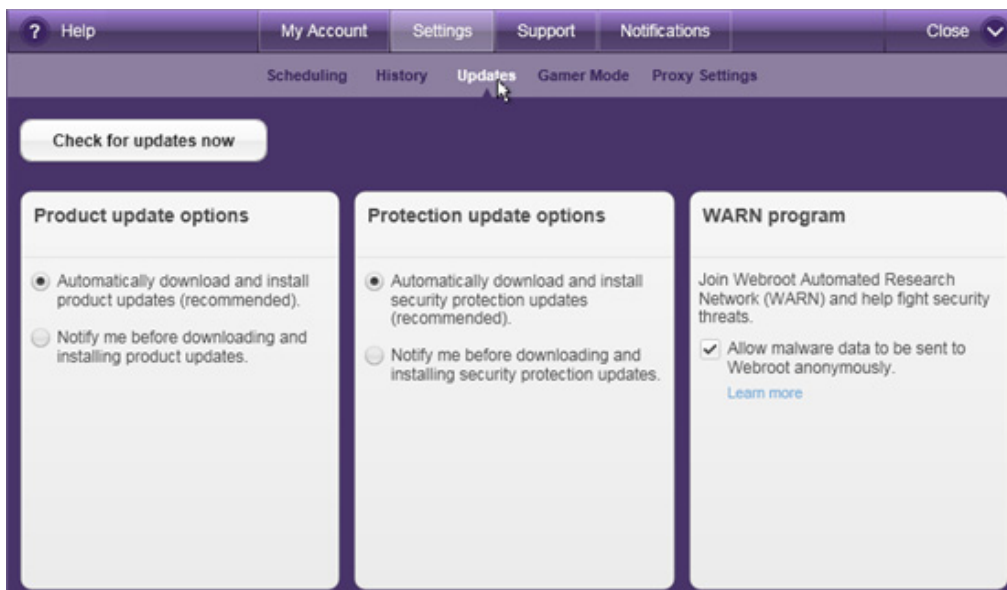 ? Help My Account Settings Support Notifications Close
Scheduling History Updates Gamer Mode Proxy Settings
Check for updates now
Product update options
Automatically download and install
product updates (recommended).
Notify me before downloading and
installing product updates.
Protection update options
Automatically download and install
security protection updates
(recommended).
Notify me before downloading and
installing security protection updates.
WARN program
Join Webroot Automated Research
Network (WARN) and help fight security
threats.
Allow malware data to be sent to
Webroot anonymously.
Learn more